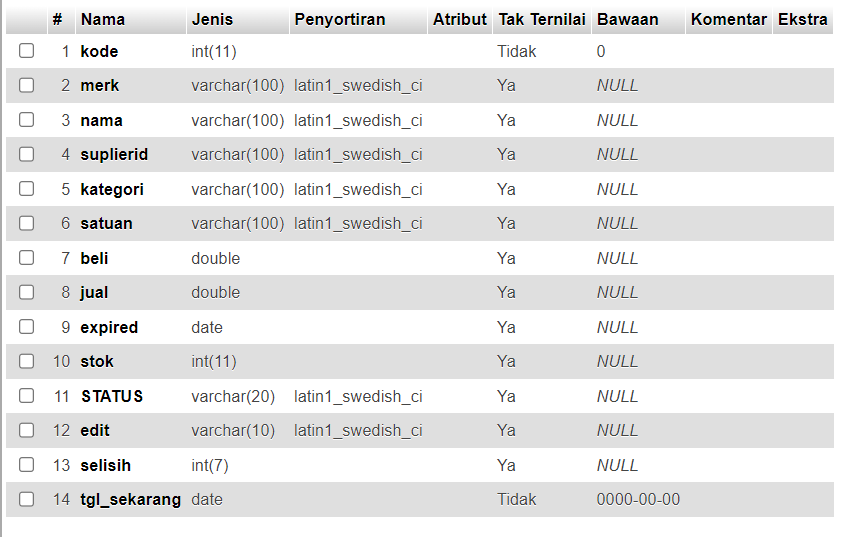 # Nama Jenis Penyortiran Atribut Tak Ternilai Bawaan Komentar Ekstra
1 kode int(11) Tidak 0
2 merk varchar(100) latin1_swedish_ci Ya NULL
3 nama varchar(100) latin1_swedish_ci Ya NULL
4 suplierid varchar(100) latin1_swedish_ci Ya NULL
5 kategori varchar(100) latin1_swedish_ci Ya NULL
6 satuan varchar(100) latin1_swedish_ci Ya NULL
7 beli double Ya NULL
8 jual double Ya NULL
9 expired date Ya NULL
10 stok int(11) Ya NULL
11 STATUS varchar(20) latin1_swedish_ci Ya NULL
12 edit varchar(10) latin1_swedish_ci Ya NULL
13 selisih int(7) Ya NULL
14 tgl_sekarang date Tidak 0000-00-00